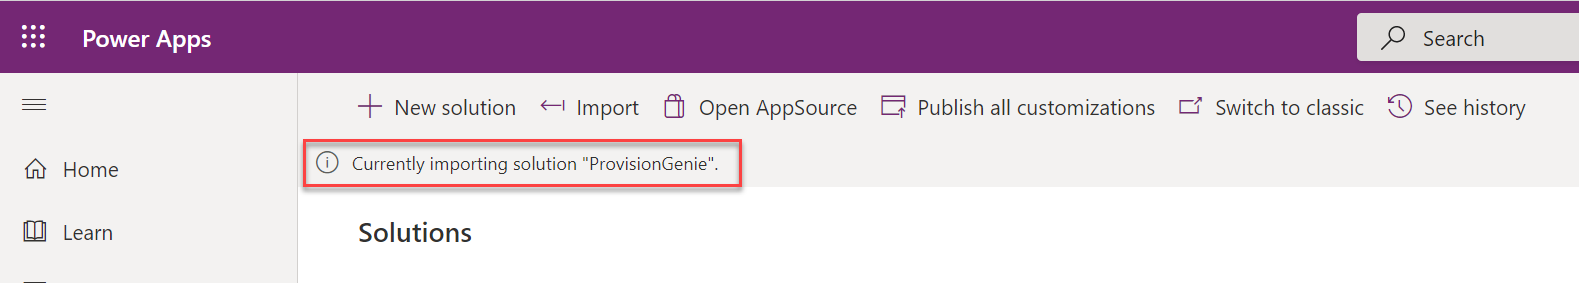 Power Apps
Search
New solution Import Open AppSource Publish all customizations Switch to classic See history
Currently importing solution "ProvisionGenie".
Home
Learn
Solutions